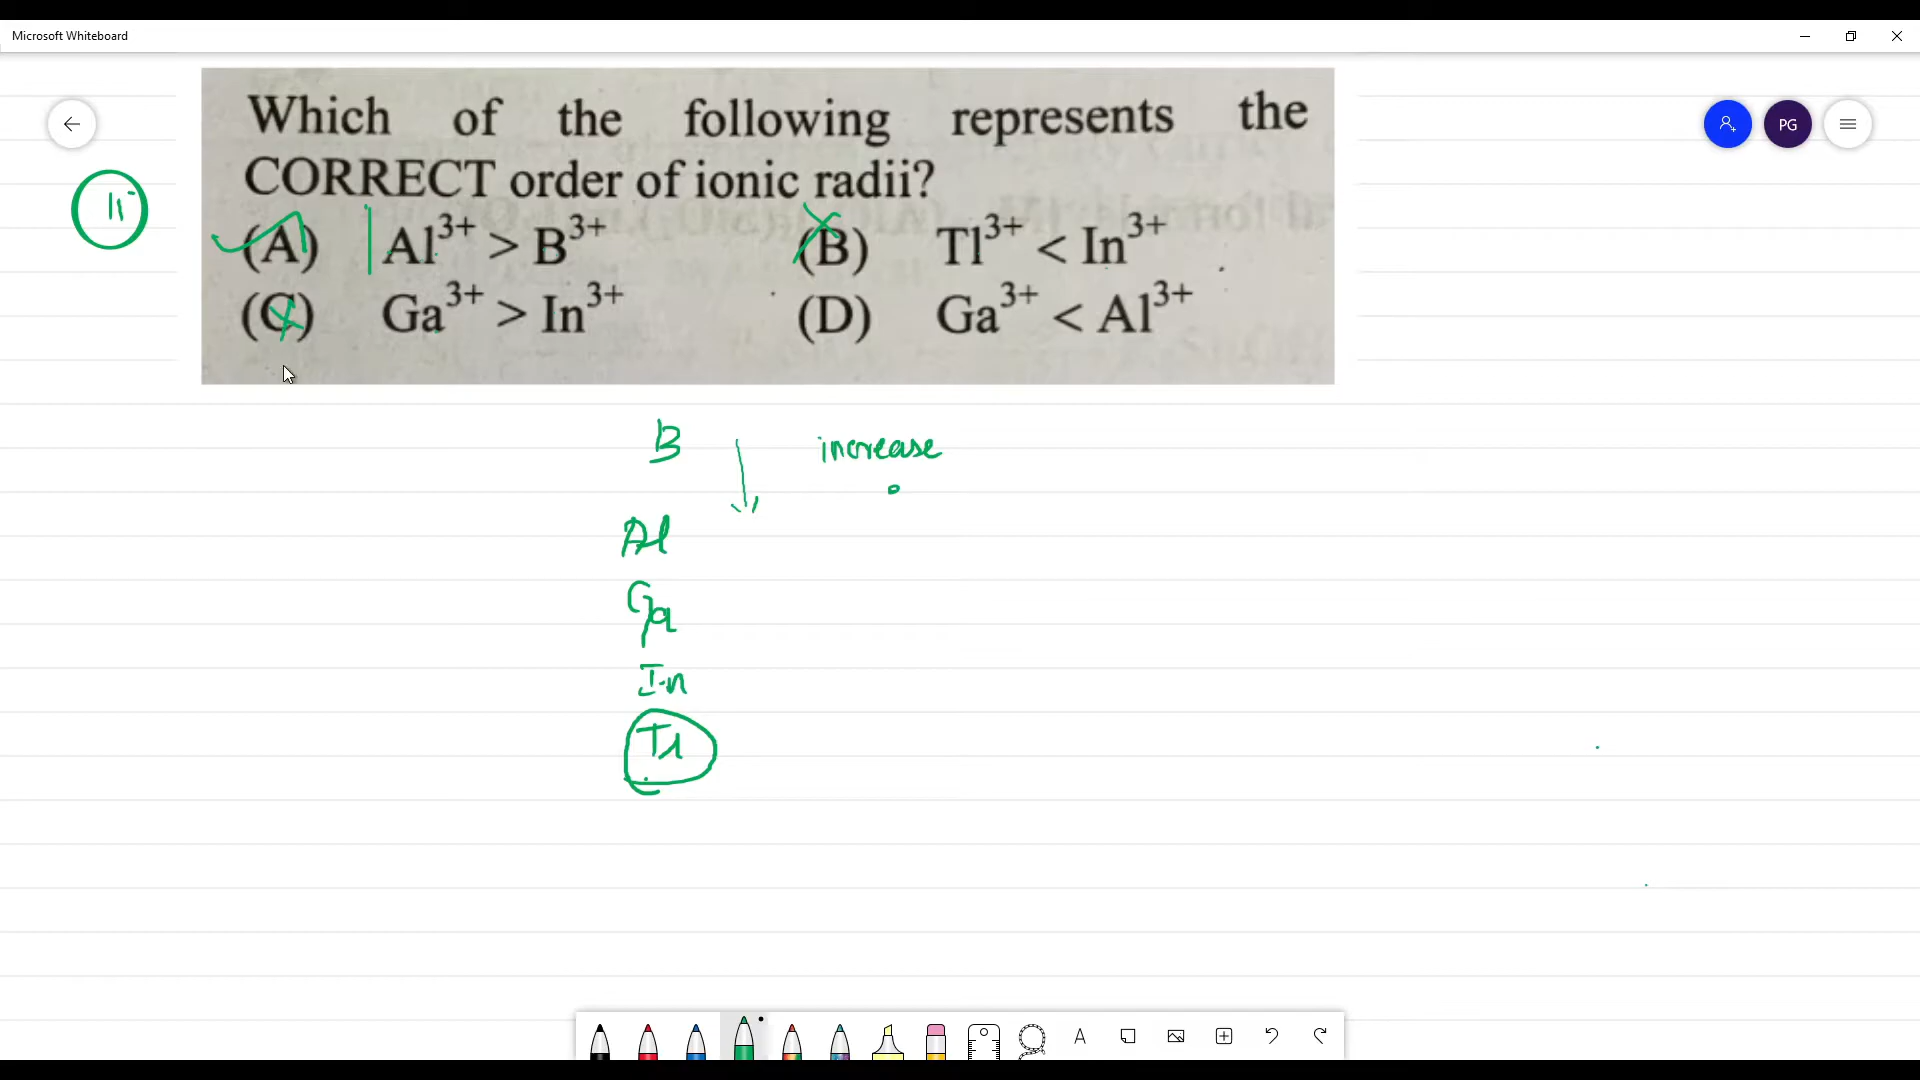 Microsoft Whiteboard
Which of the following represents the
CORRECT order of ionic radii?
(A) Al³⁺ > B³⁺ (B) Tl³⁺ < In³⁺
(C) Ga³⁺ > In³⁺ (D) Ga³⁺ < Al³⁺
PG
11
B increase
Al
Ga
In
Tl
A